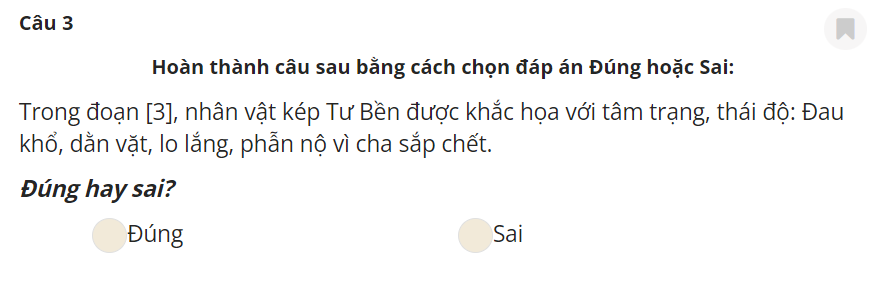 Câu 3
Hoàn thành câu sau bằng cách chọn đáp án Đúng hoặc Sai:
Trong đoạn [3], nhân vật kép Tư Bền được khắc họa với tâm trạng, thái độ: Đau
khổ, dằn vặt, lo lắng, phẫn nộ vì cha sắp chết.
Đúng hay sai?
Đúng
Sai